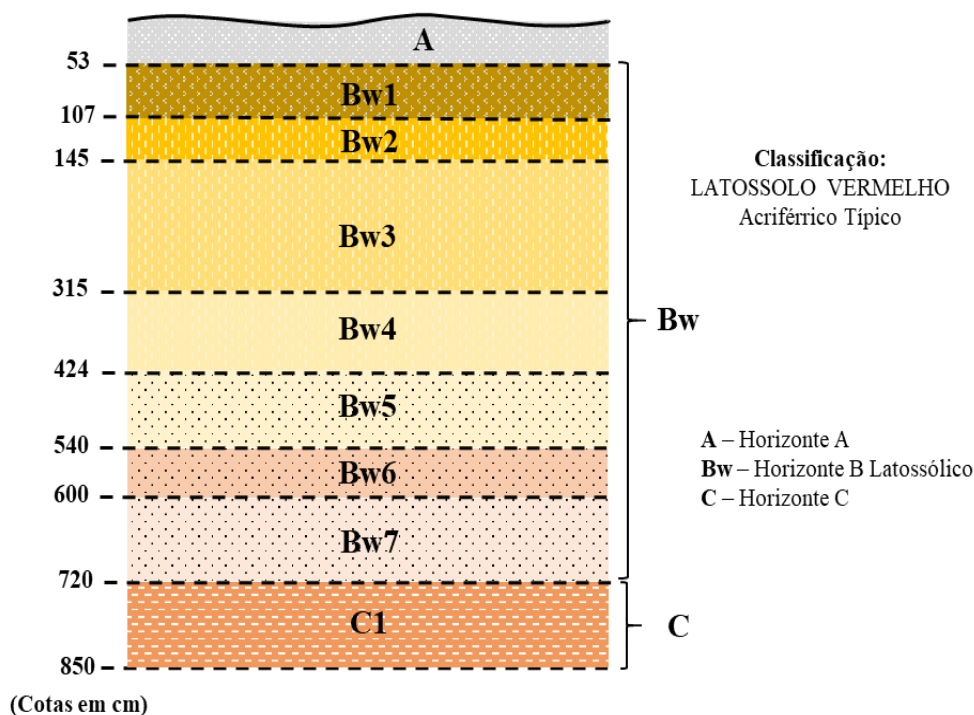 A
53
Bw1
107
Bw2
145
Classificação:
LATOSSOLO VERMELHO
Acriférrico Típico
Bw3
315
Bw
Bw4
424
Bw5
A – Horizonte A
540
Bw6
Bw – Horizonte B Latossólico
600
C – Horizonte C
Bw7
720
C1
C
850
(Cotas em cm)